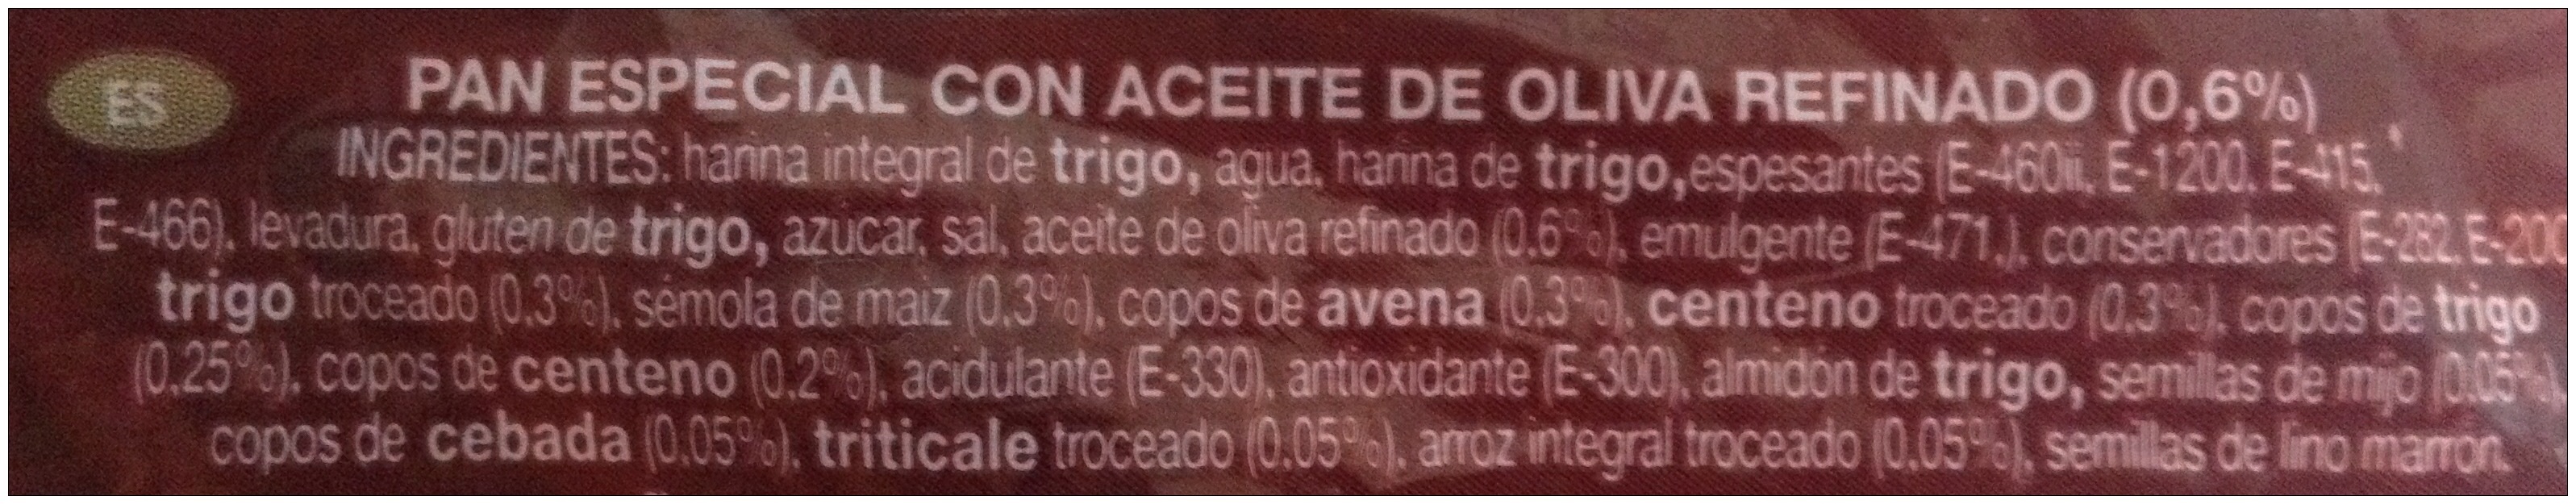 ES
PAN ESPECIAL CON ACEITE DE OLIVA REFINADO (0,6%)
INGREDIENTES: harina integral de trigo, agua, harina de trigo,espesantes (E-460ii, E-1200, E-415,
E-466), levadura, gluten de trigo, azúcar, sal, aceite de oliva refinado (0,6%), emulgente (E-471,), conservadores (E-282,E-200
trigo troceado (0,3%), sémola de maíz (0,3%), copos de avena (0,3%), centeno troceado (0,3%), copos de trigo
(0,25%), copos de centeno (0,2%), acidulante (E-330), antioxidante (E-300), almidón de trigo, semillas de mijo (0,05%),
copos de cebada (0,05%), triticale troceado (0,05%), arroz integral troceado (0,05%), semillas de lino marrón.